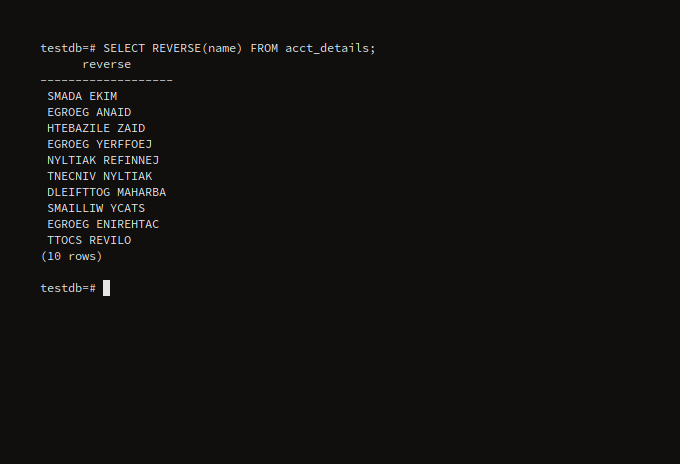 testdb=# SELECT REVERSE(name) FROM acct_details;
      reverse
-------------------
 SMADA EKIM
 EGROEG ANAID
 HTEBAZILE ZAID
 EGROEG YERFFOEJ
 NYLTIAK REFINNEJ
 TNECNIV NYLTIAK
 DLEIFTTOG MAHARBA
 SMAILLIW YCATS
 EGROEG ENIREHTAC
 TTOCS REVILO
(10 rows)

testdb=#